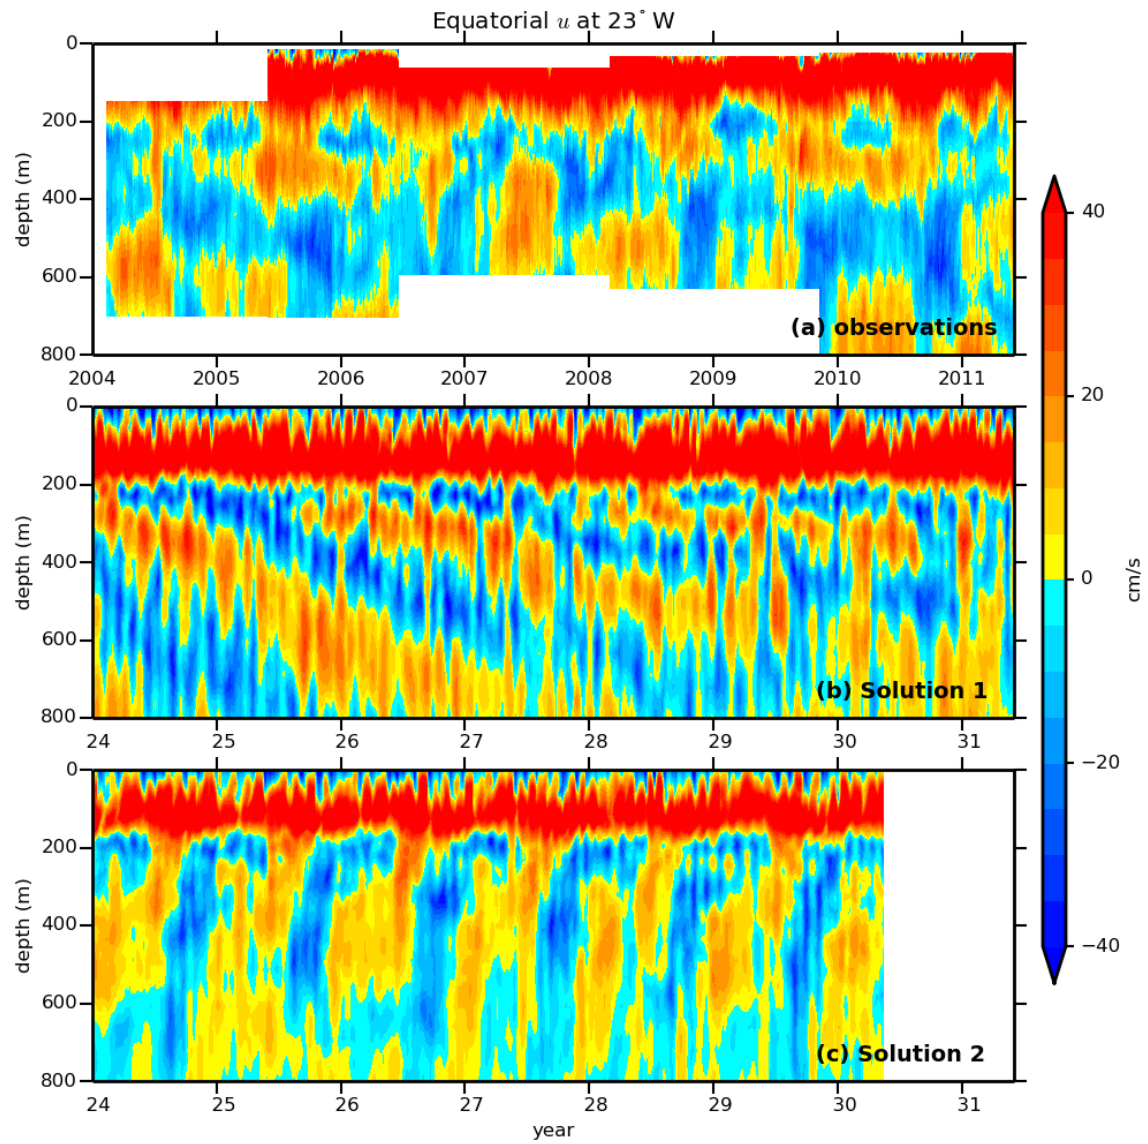 Equatorial u at 23° W
0
200
400
600
800
depth (m)
2004 2005 2006 2007 2008 2009 2010 2011
(a) observations
0
200
400
600
800
depth (m)
24 25 26 27 28 29 30 31
(b) Solution 1
0
200
400
600
800
depth (m)
24 25 26 27 28 29 30 31
(c) Solution 2
year
40
20
0
−20
−40
cm/s